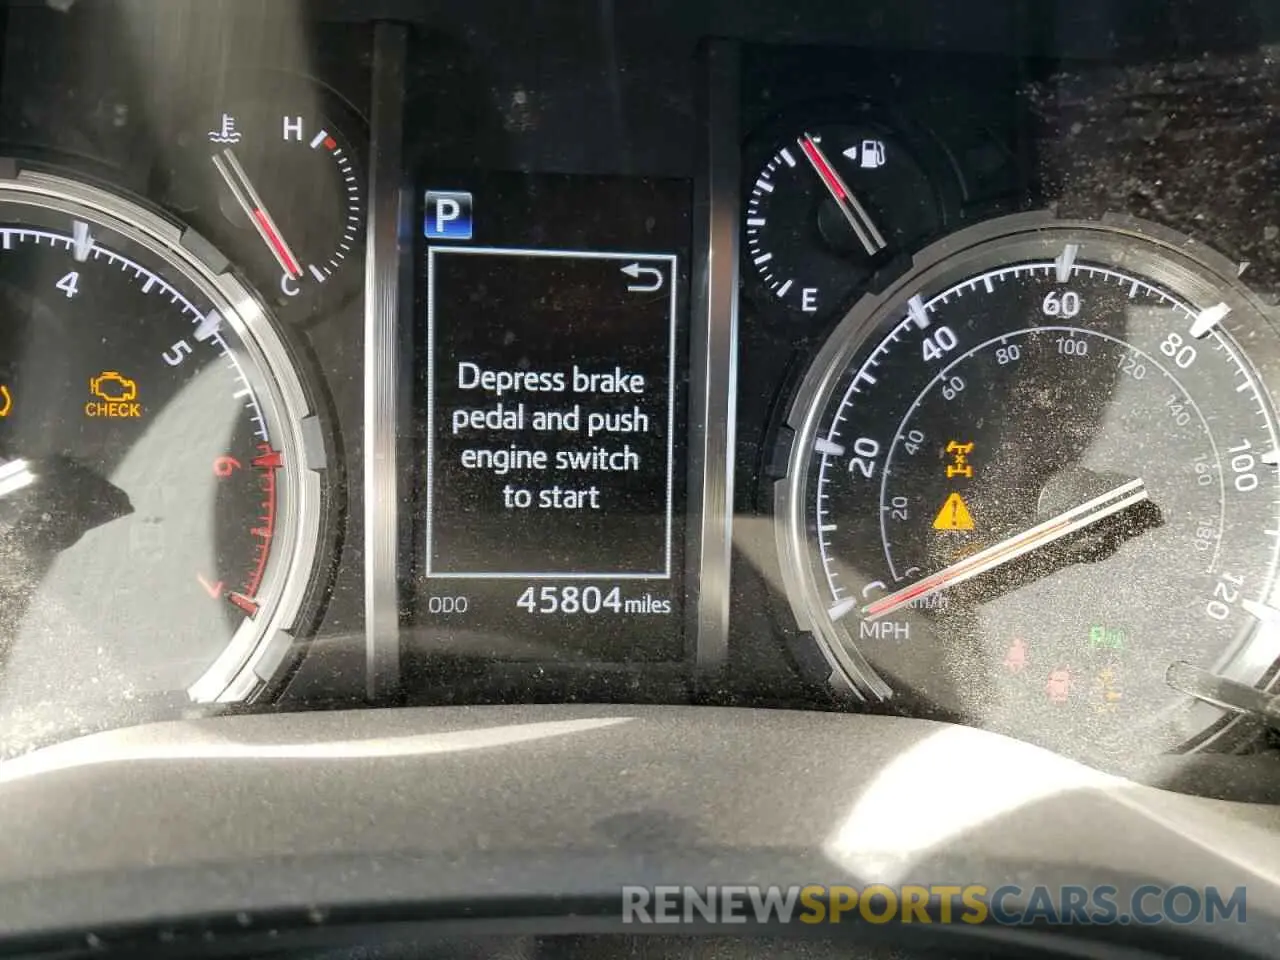 H
C
4
5
6
7
CHECK
P
Depress brake
pedal and push
engine switch
to start
ODO 45804 miles
E
20
40
60
80
100
120
20
40
60
80
100
120
140
160
180
km/h
MPH
P
RENEWSPORTSCARS.COM